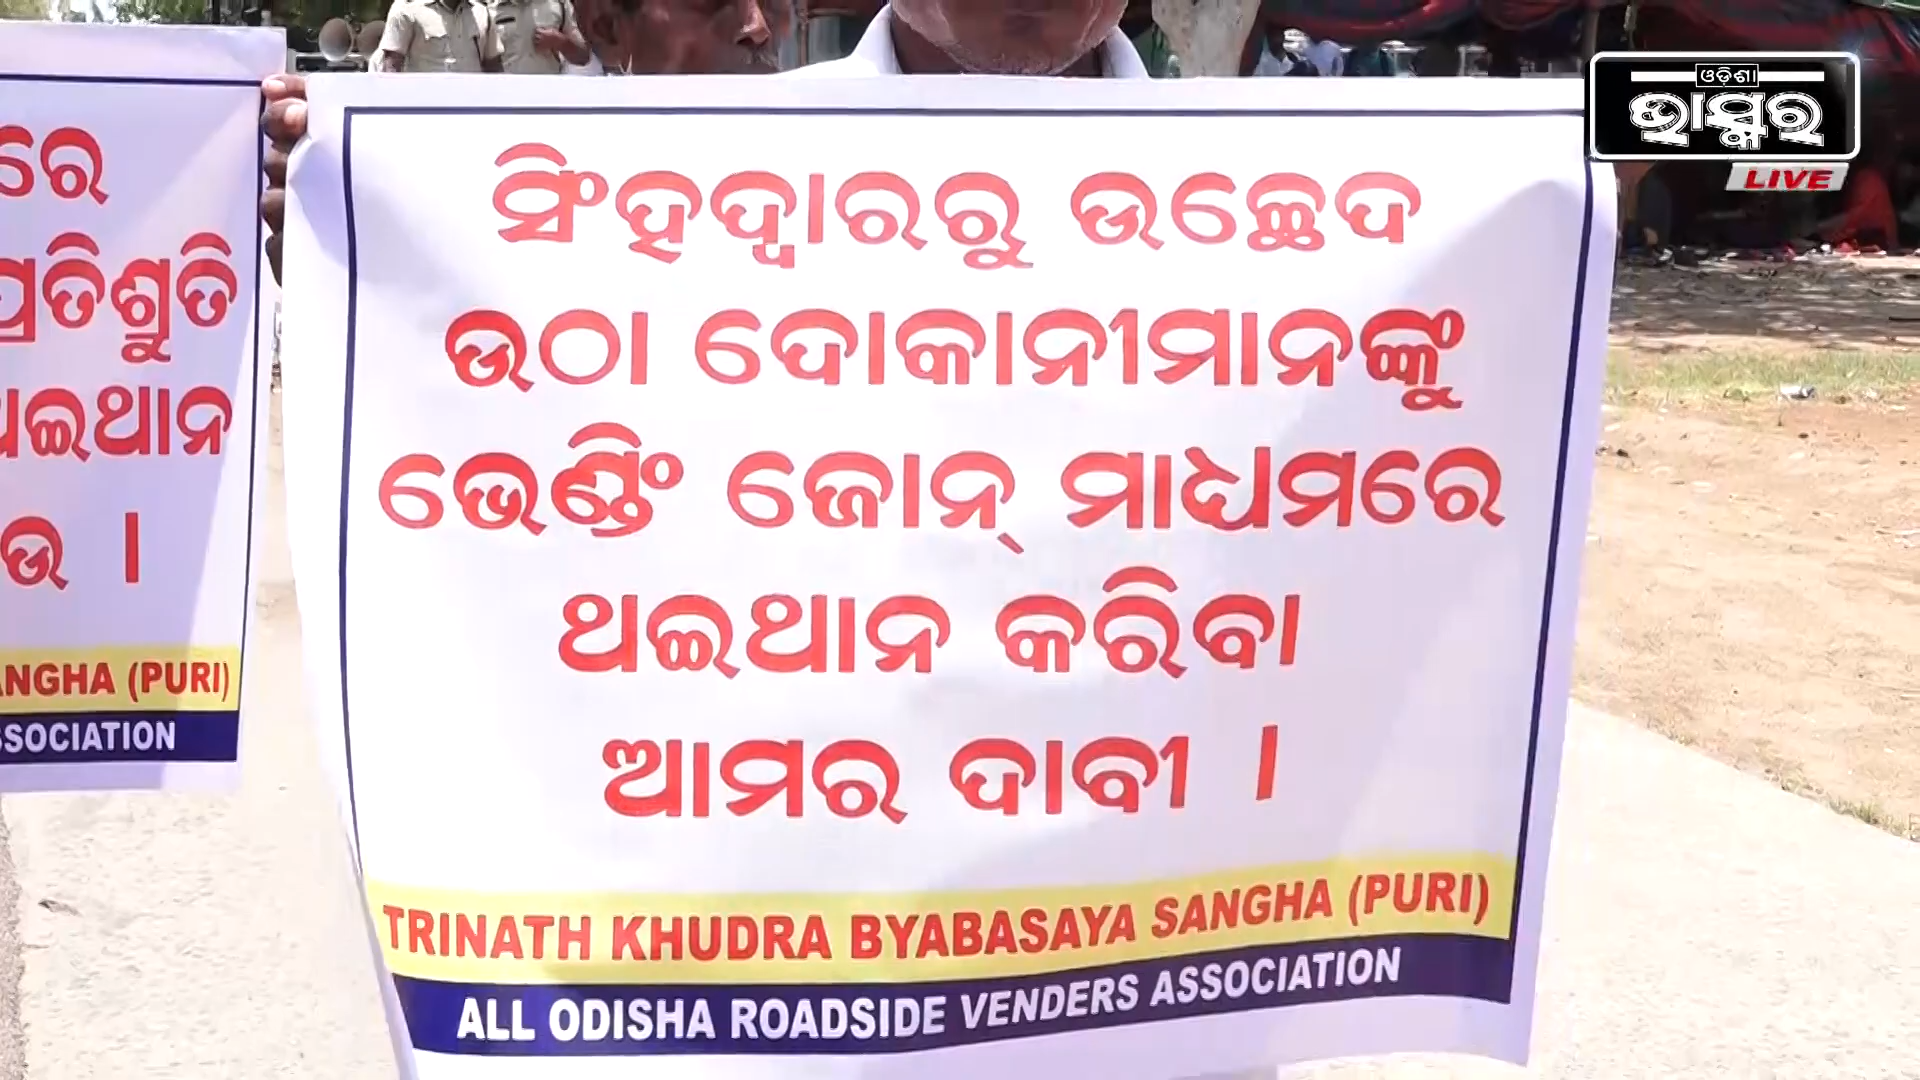 ରେ
ପ୍ରତିଶ୍ରୁତି
ଥଇଥାନ
ଉ ।
ANGHA (PURI)
SSOCIATION
ସିଂହଦ୍ୱାରରୁ ଉଚ୍ଛେଦ
ଉଠା ଦୋକାନୀମାନଙ୍କୁ
ଭେଣ୍ଡିଂ ଜୋନ୍ ମାଧ୍ୟମରେ
ଥଇଥାନ କରିବା
ଆମର ଦାବୀ ।
TRINATH KHUDRA BYABASAYA SANGHA (PURI)
ALL ODISHA ROADSIDE VENDERS ASSOCIATION
ଓଡ଼ିଶା
ଭାସ୍କର
LIVE